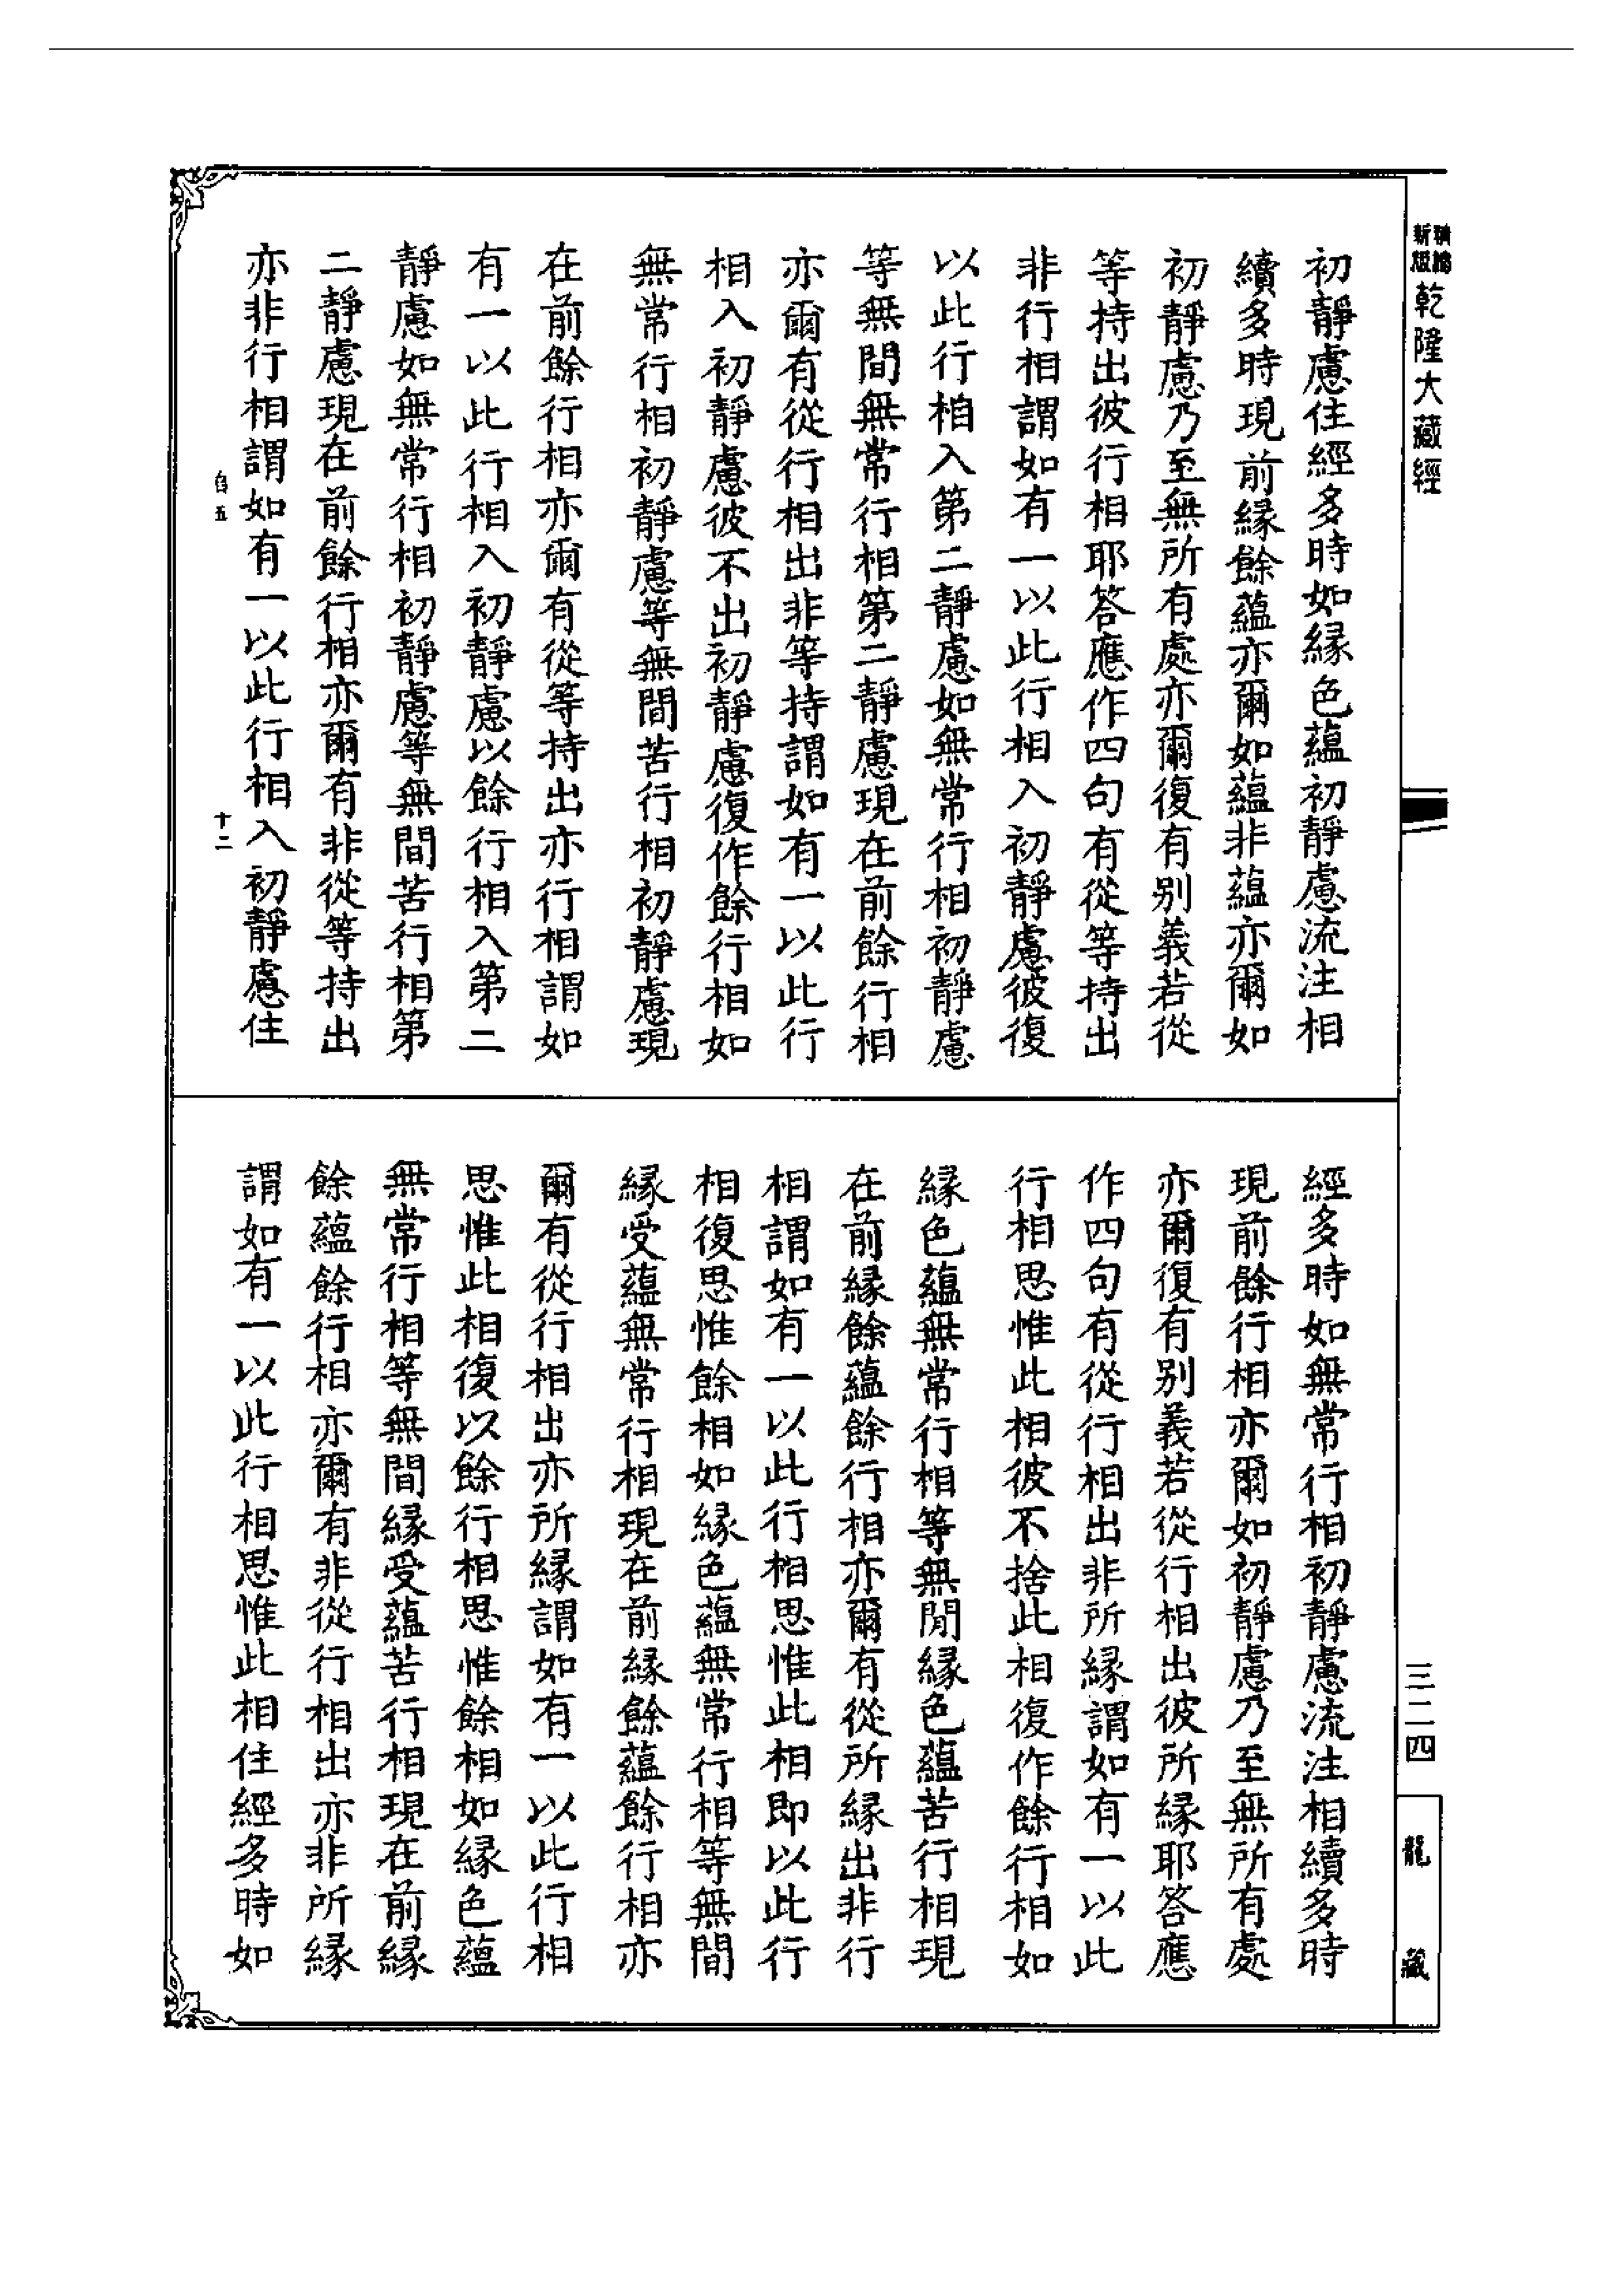 乾隆大藏經
初靜慮住經多時如緣色蘊初靜慮流注相
續多時現前緣餘蘊亦爾如蘊非蘊亦爾如
初靜慮乃至無所有處亦爾復有別義若從
等持出彼行相耶答應作四句有從等持出
非行相謂如有一以此行相入初靜慮彼復
以此行相入第二靜慮如無常行相初靜慮
等無間無常行相第二靜慮現在前餘行相
亦爾有從行相出非等持謂如有一以此行
相入初靜慮彼不出初靜慮復作餘行相如
無常行相初靜慮等無間苦行相初靜慮現
在前餘行相亦爾有從等持出亦行相謂如
有一以此行相入初靜慮以餘行相入第二
靜慮如無常行相初靜慮等無間苦行相第
二靜慮現在前餘行相亦爾有非從等持出
亦非行相謂如有一以此行相入初靜慮住
十二
經多時如無常行相初靜慮流注相續多時
現前餘行相亦爾如初靜慮乃至無所有處
亦爾復有別義若從行相出彼所緣耶答應
作四句有從行相出非所緣謂如有一以此
行相思惟此相彼不捨此相復作餘行相如
緣色蘊無常行相等無間緣色蘊苦行相現
在前緣餘蘊餘行相亦爾有從所緣出非行
相謂如有一以此行相思惟此相即以此行
相復思惟餘相如緣色蘊無常行相等無間
緣受蘊無常行相現在前緣餘蘊餘行相亦
爾有從行相出亦所緣謂如有一以此行相
思惟此相復以餘行相思惟餘相如緣色蘊
無常行相等無間緣受蘊苦行相現在前緣
餘蘊餘行相亦爾有非從行相出亦非所緣
謂如有一以此行相思惟此相住經多時如
三二四
龍藏